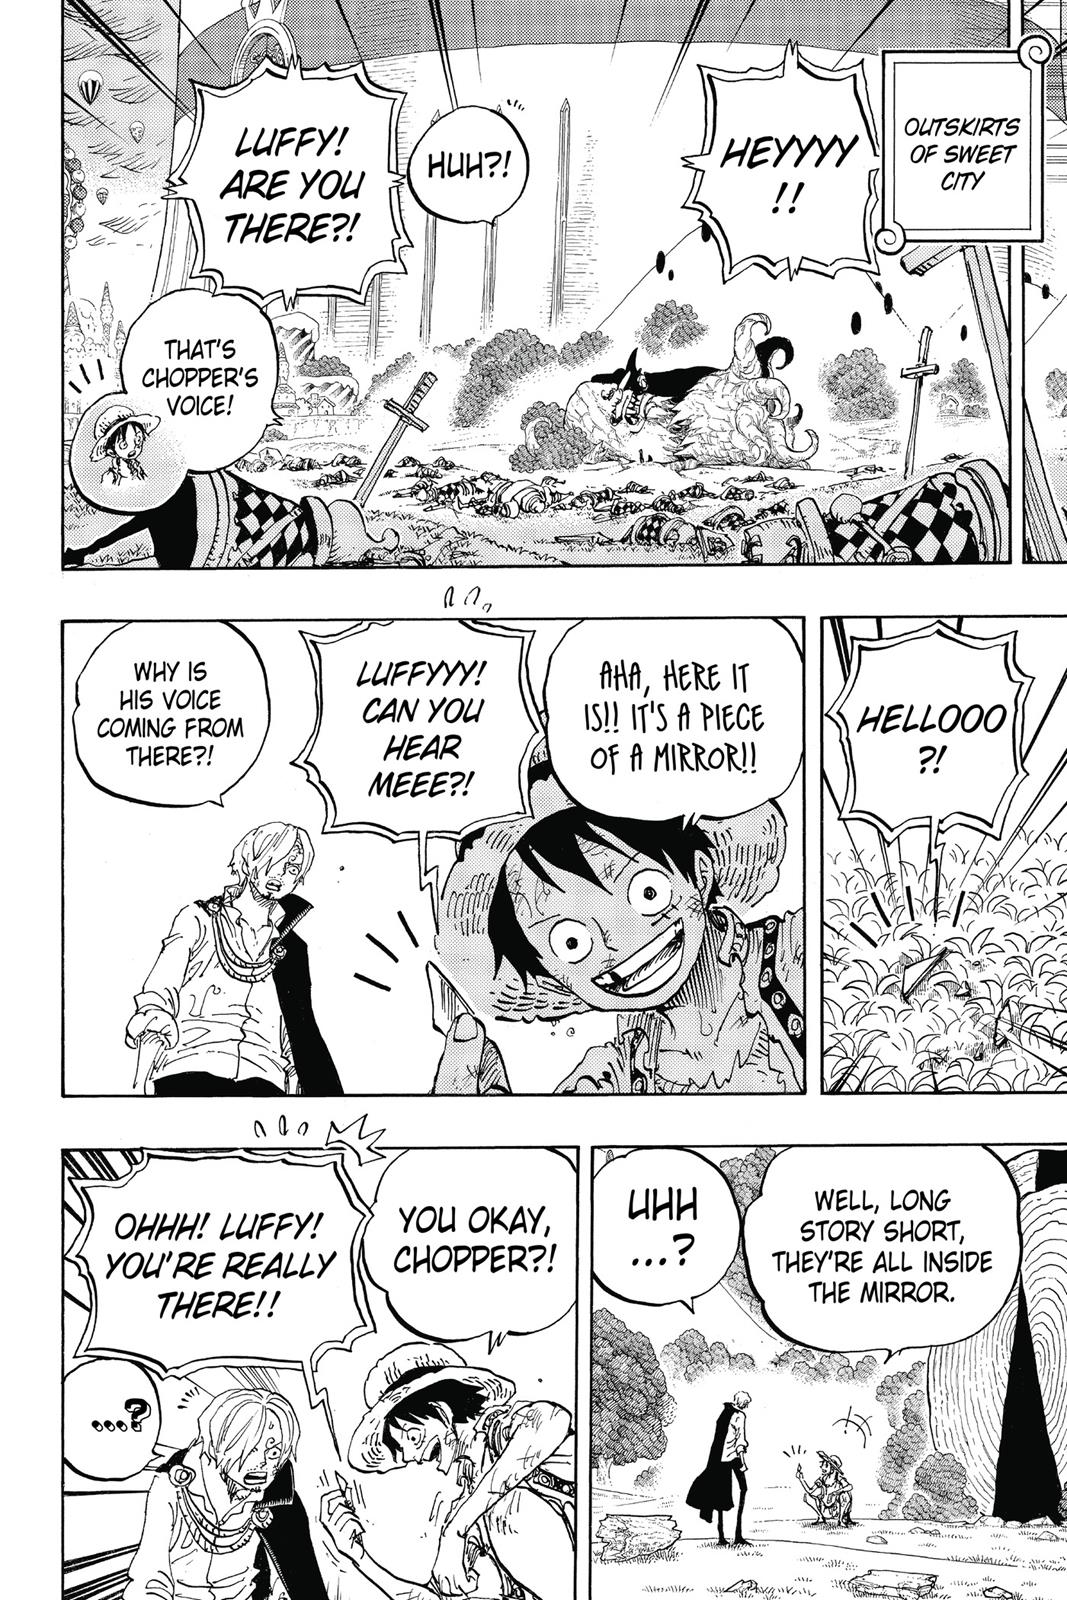 OUTSKIRTS
OF SWEET
CITY
HEYYYY
!!
HUH?!
LUFFY!
ARE YOU
THERE?!
THAT'S
CHOPPER'S
VOICE!
HELLOOO
?!
AHA, HERE IT
IS!! IT'S A PIECE
OF A MIRROR!!
LUFFYYY!
CAN YOU
HEAR
MEEE?!
WHY IS
HIS VOICE
COMING FROM
THERE?!
WELL, LONG
STORY SHORT,
THEY'RE ALL INSIDE
THE MIRROR.
UHH
...?
YOU OKAY,
CHOPPER?!
OHHH! LUFFY!
YOU'RE REALLY
THERE!!
...?